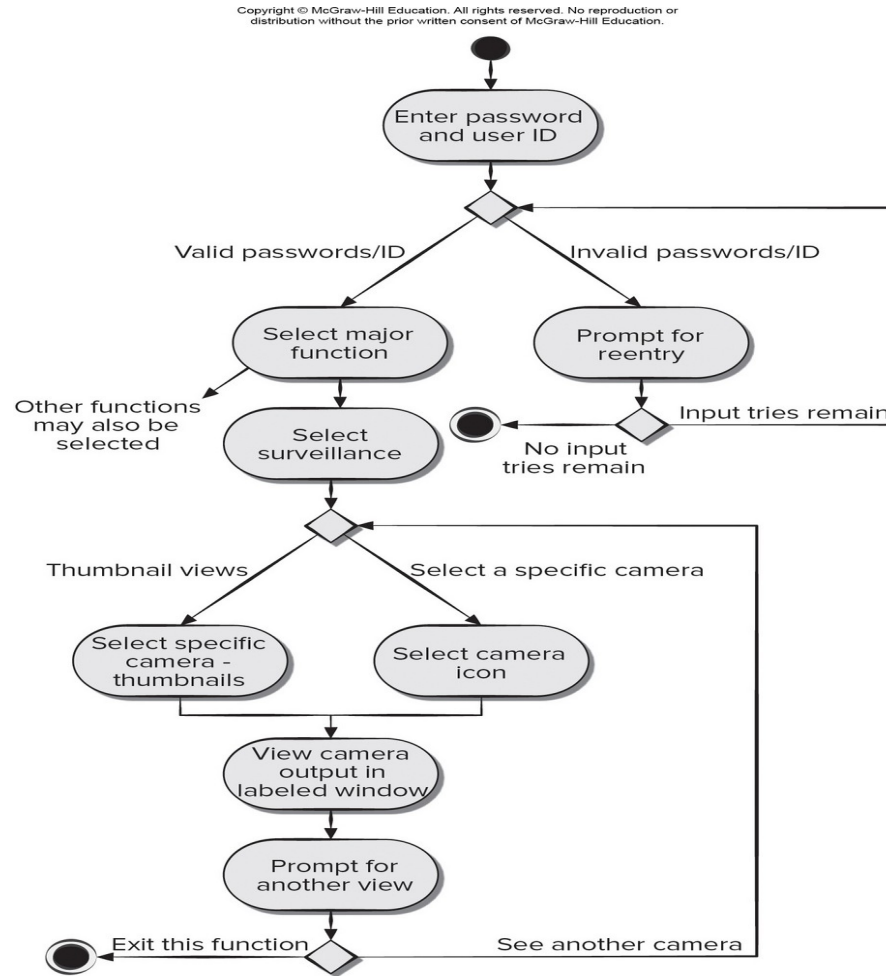 Copyright © McGraw-Hill Education. All rights reserved. No reproduction or
distribution without the prior written consent of McGraw-Hill Education.
Enter password
and user ID
Valid passwords/ID
Invalid passwords/ID
Select major
function
Prompt for
reentry
Other functions
may also be
selected
Select
surveillance
Input tries remain
No input
tries remain
Thumbnail views
Select a specific camera
Select specific
camera -
thumbnails
Select camera
icon
View camera
output in
labeled window
Prompt for
another view
Exit this function
See another camera